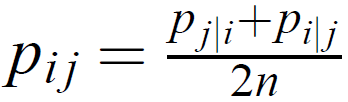 p_{ij} = \frac{p_{j|i} + p_{i|j}}{2n}